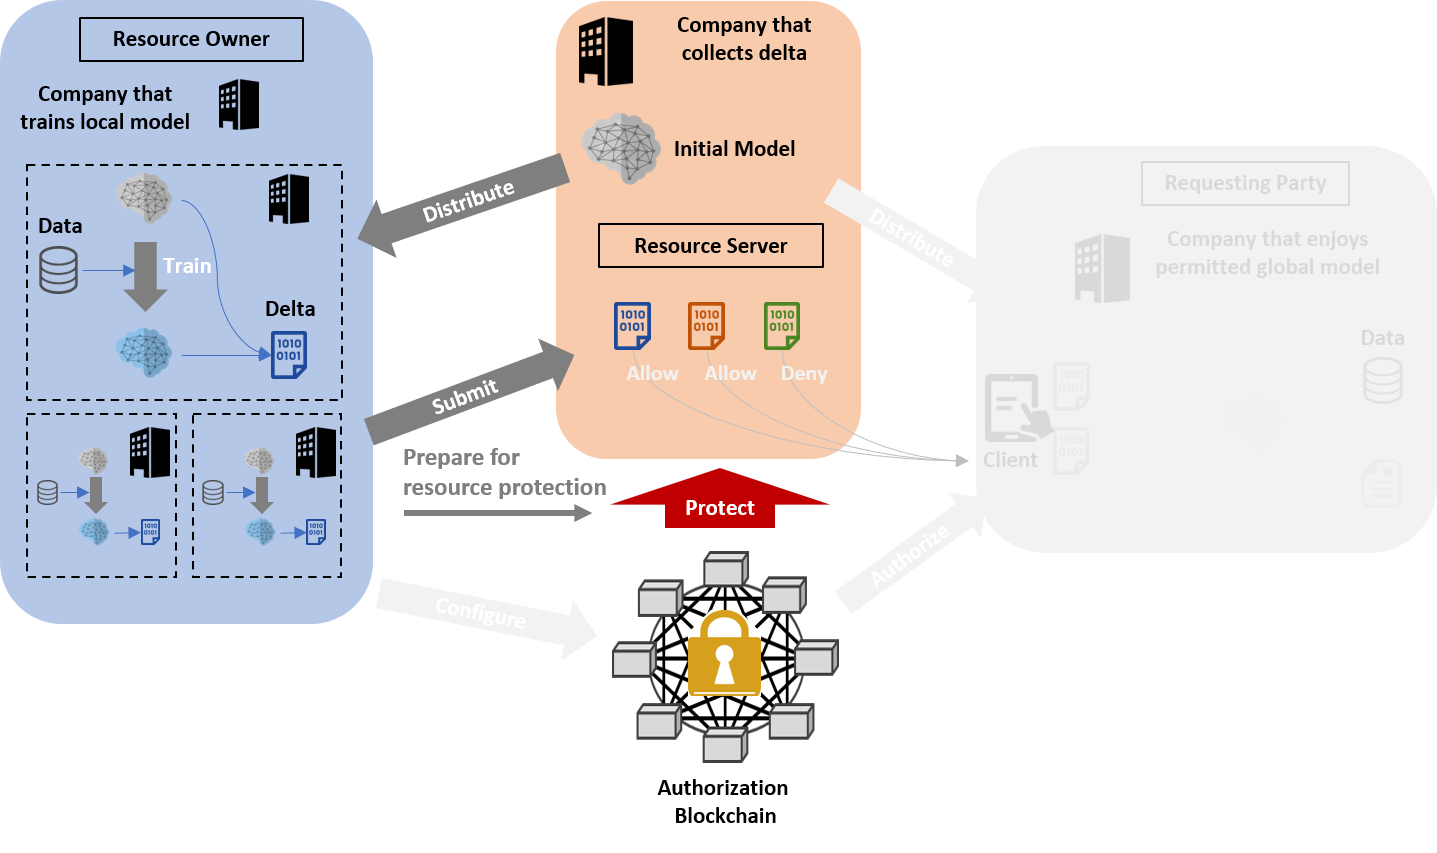 Resource Owner
Company that
trains local model
Data
Train
Delta
1010
0101
1010
0101
1010
0101
Distribute
Submit
Prepare for
resource protection
Configure
Company that
collects delta
Initial Model
Resource Server
1010
0101
1010
0101
1010
0101
Allow
Allow
Deny
Protect
Authorization
Blockchain
Distribute
Authorize
Requesting Party
Company that enjoys
permitted global model
Data
1010
0101
1010
0101
Client